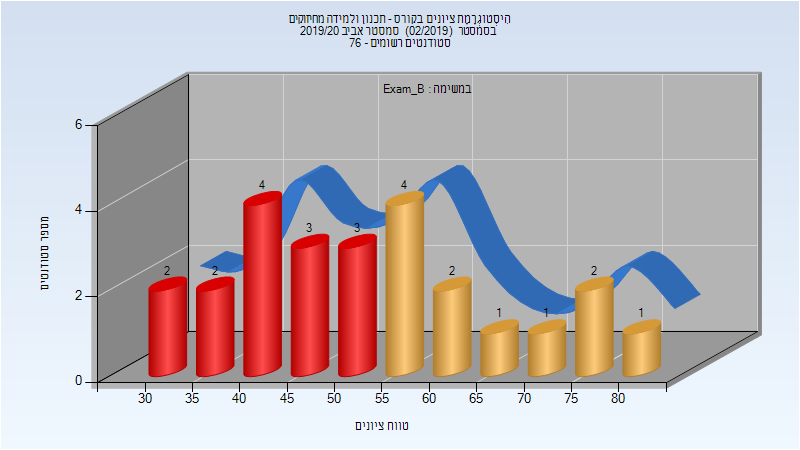 היסטוגרמת ציונים בקורס - תכנון ולמידה מחיזוקים
בסמסטר (02/2019) סמסטר אביב 2019/20
סטודנטים רשומים - 76
במשימה : Exam_B
מספר סטודנטים
6
4
2
0
2
2
4
3
3
4
2
1
1
2
1
30 35 40 45 50 55 60 65 70 75 80
טווח ציונים